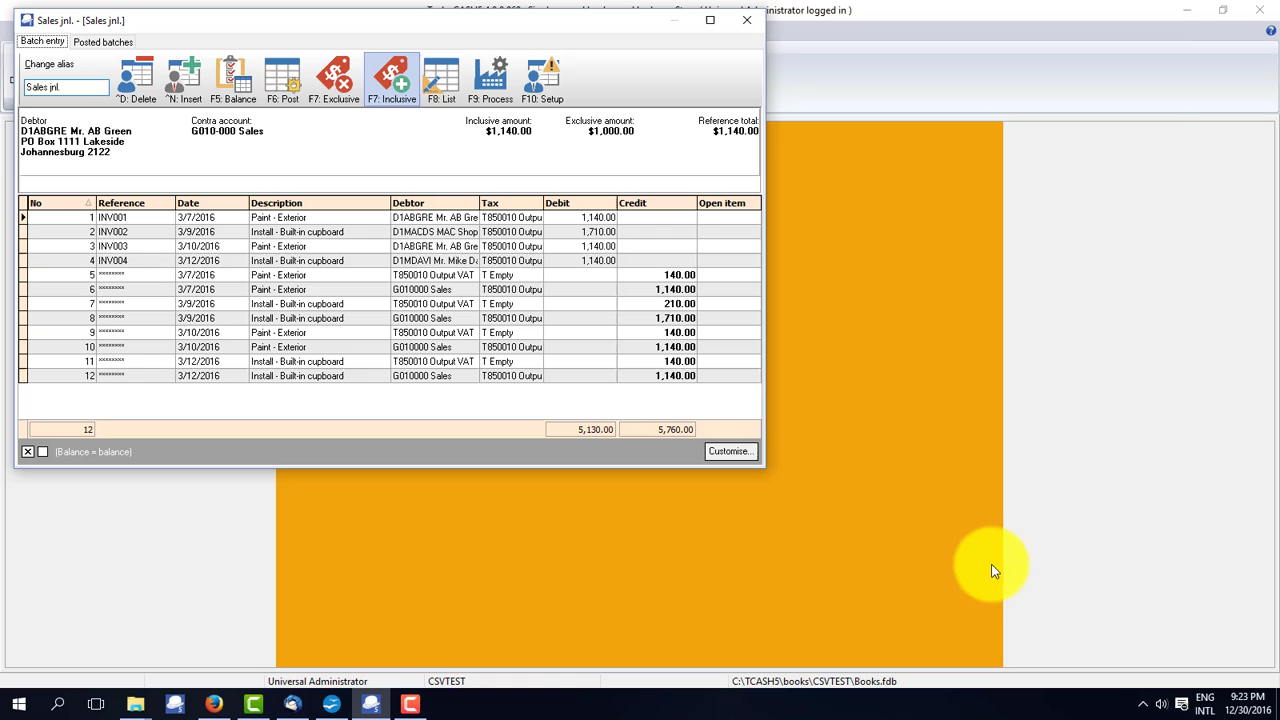 Administrator logged in )
Sales jnl. - [Sales jnl.]
Batch entry Posted batches
Change alias
Sales jnl.
^D: Delete ^N: Insert F5: Balance F6: Post F7: Exclusive F7: Inclusive F8: List F9: Process F10: Setup
Debtor Contra account: Inclusive amount: Exclusive amount: Reference total:
D1ABGRE Mr. AB Green G010-000 Sales $1,140.00 $1,000.00 $1,140.00
PO Box 1111 Lakeside
Johannesburg 2122
No Reference Date Description Debtor Tax Debit Credit Open item
1 INV001 3/7/2016 Paint - Exterior D1ABGRE Mr. AB Gre T850010 Outpu 1,140.00
2 INV002 3/9/2016 Install - Built-in cupboard D1MACDS MAC Shop T850010 Outpu 1,710.00
3 INV003 3/10/2016 Paint - Exterior D1ABGRE Mr. AB Gre T850010 Outpu 1,140.00
4 INV004 3/12/2016 Install - Built-in cupboard D1MDAVI Mr. Mike Da T850010 Outpu 1,140.00
5 ******** 3/7/2016 Paint - Exterior T850010 Output VAT T Empty 140.00
6 ******** 3/7/2016 Paint - Exterior G010000 Sales T850010 Outpu 1,140.00
7 ******** 3/9/2016 Install - Built-in cupboard T850010 Output VAT T Empty 210.00
8 ******** 3/9/2016 Install - Built-in cupboard G010000 Sales T850010 Outpu 1,710.00
9 ******** 3/10/2016 Paint - Exterior T850010 Output VAT T Empty 140.00
10 ******** 3/10/2016 Paint - Exterior G010000 Sales T850010 Outpu 1,140.00
11 ******** 3/12/2016 Install - Built-in cupboard T850010 Output VAT T Empty 140.00
12 ******** 3/12/2016 Install - Built-in cupboard G010000 Sales T850010 Outpu 1,140.00
12 5,130.00 5,760.00
(Balance = balance) Customise...
Universal Administrator CSVTEST C:\TCASH5\books\CSVTEST\Books.fdb
ENG 9:23 PM
INTL 12/30/2016